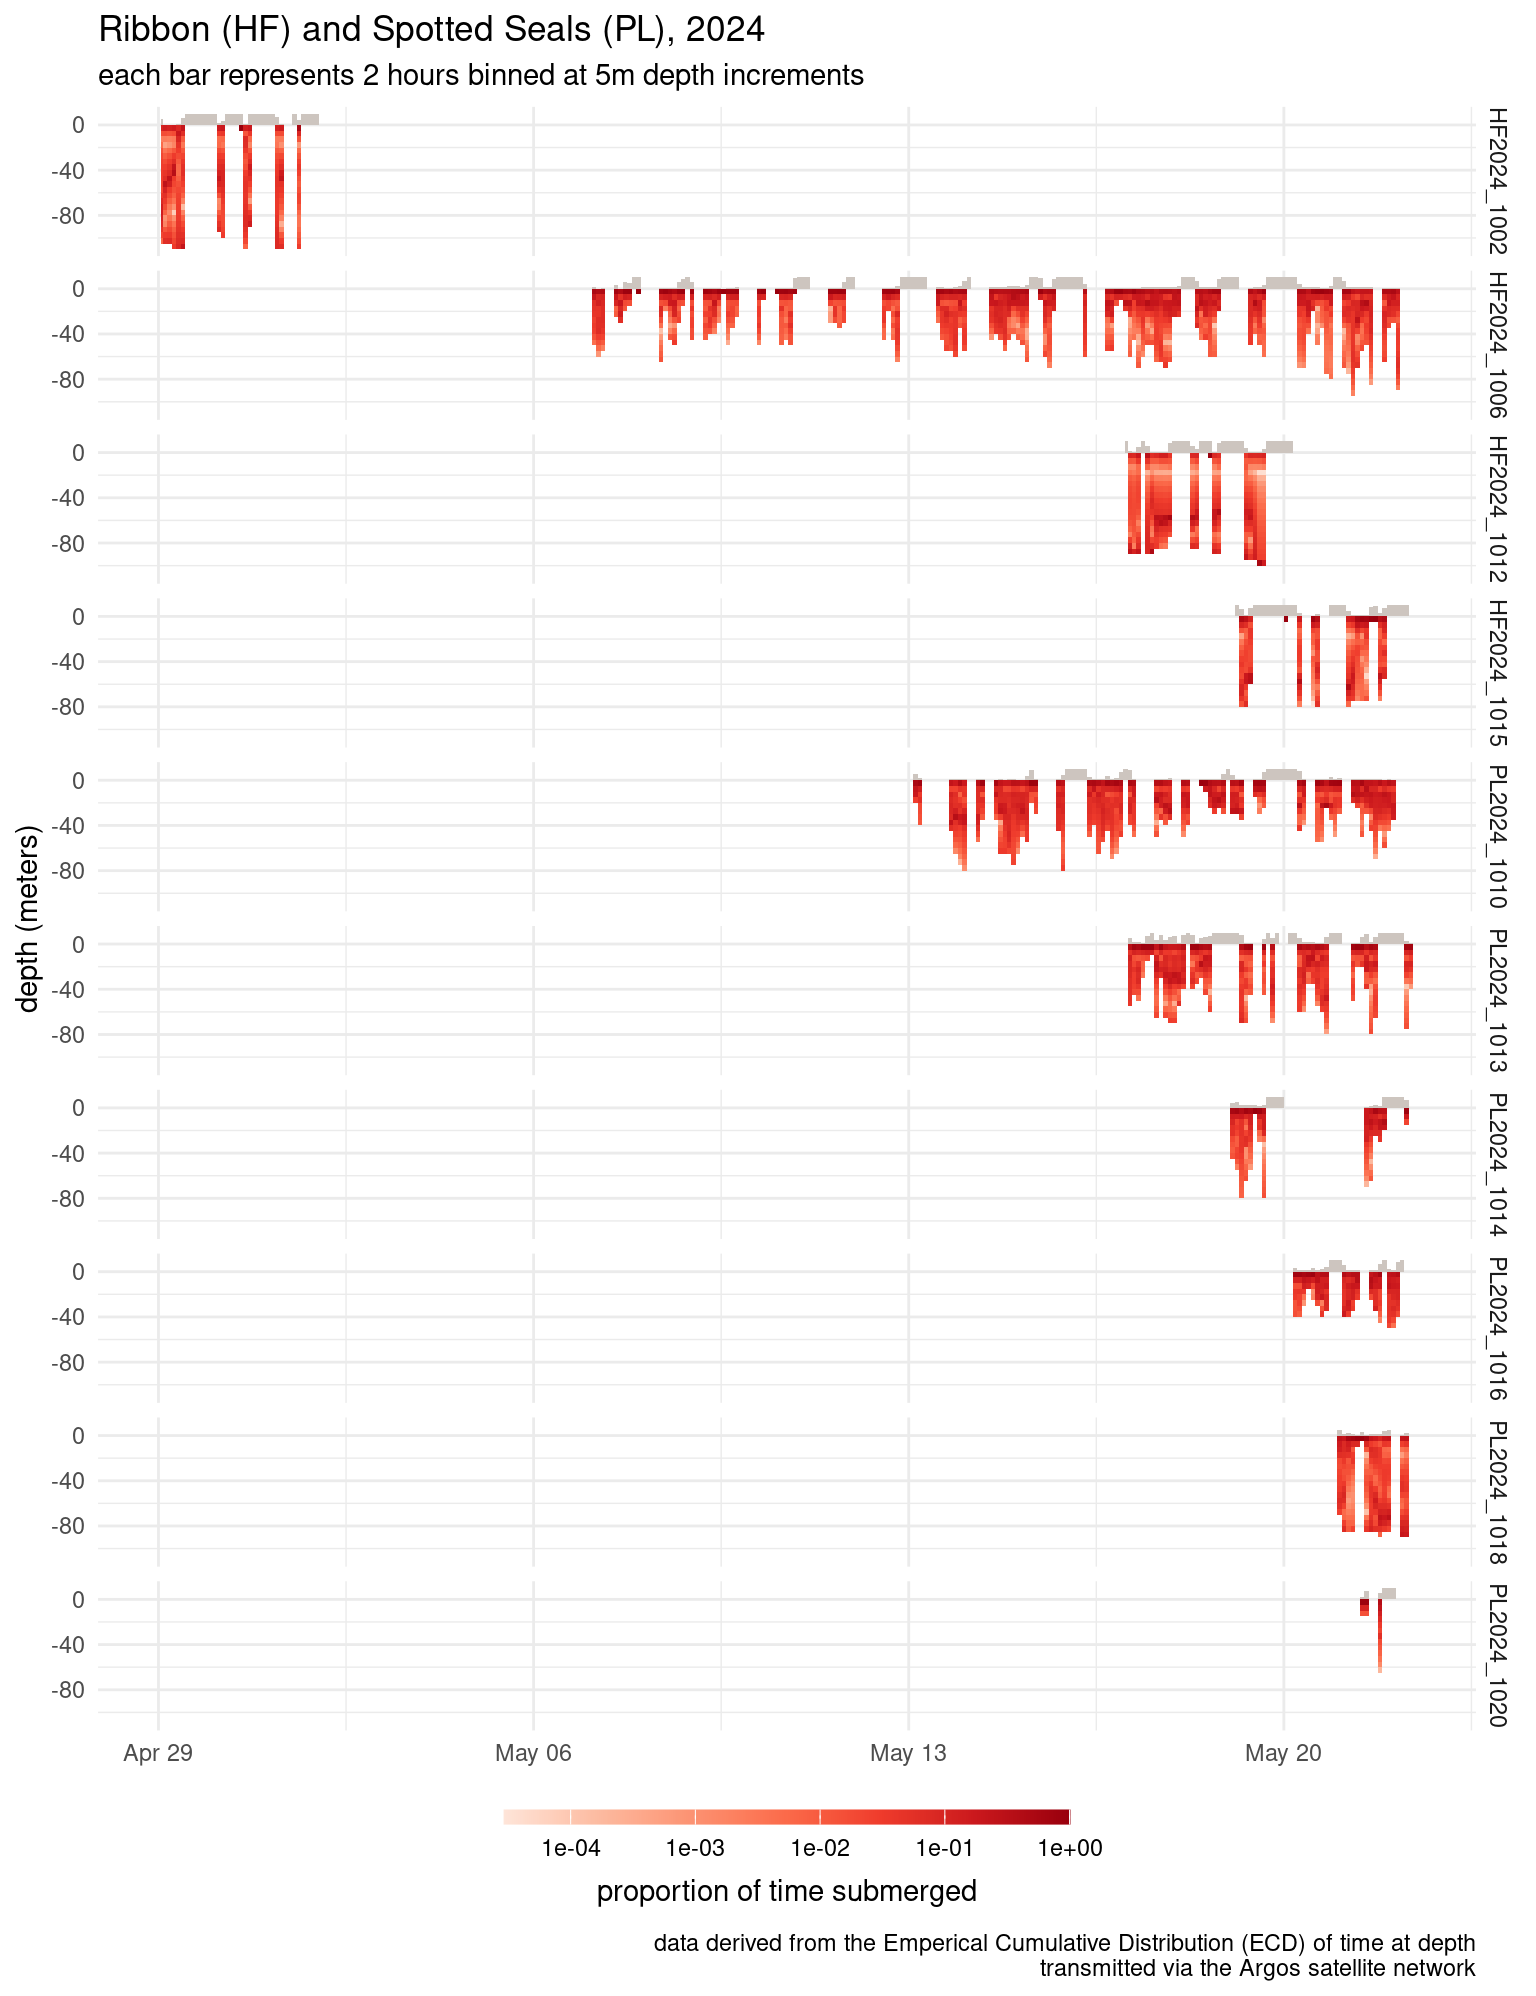 Ribbon (HF) and Spotted Seals (PL), 2024
each bar represents 2 hours binned at 5m depth increments
0
-40
-80
HF2024_1002
0
-40
-80
HF2024_1006
0
-40
-80
HF2024_1012
0
-40
-80
HF2024_1015
depth (meters)
0
-40
-80
PL2024_1010
0
-40
-80
PL2024_1013
0
-40
-80
PL2024_1014
0
-40
-80
PL2024_1016
0
-40
-80
PL2024_1018
0
-40
-80
PL2024_1020
Apr 29 May 06 May 13 May 20
1e-04 1e-03 1e-02 1e-01 1e+00
proportion of time submerged
data derived from the Emperical Cumulative Distribution (ECD) of time at depth
transmitted via the Argos satellite network